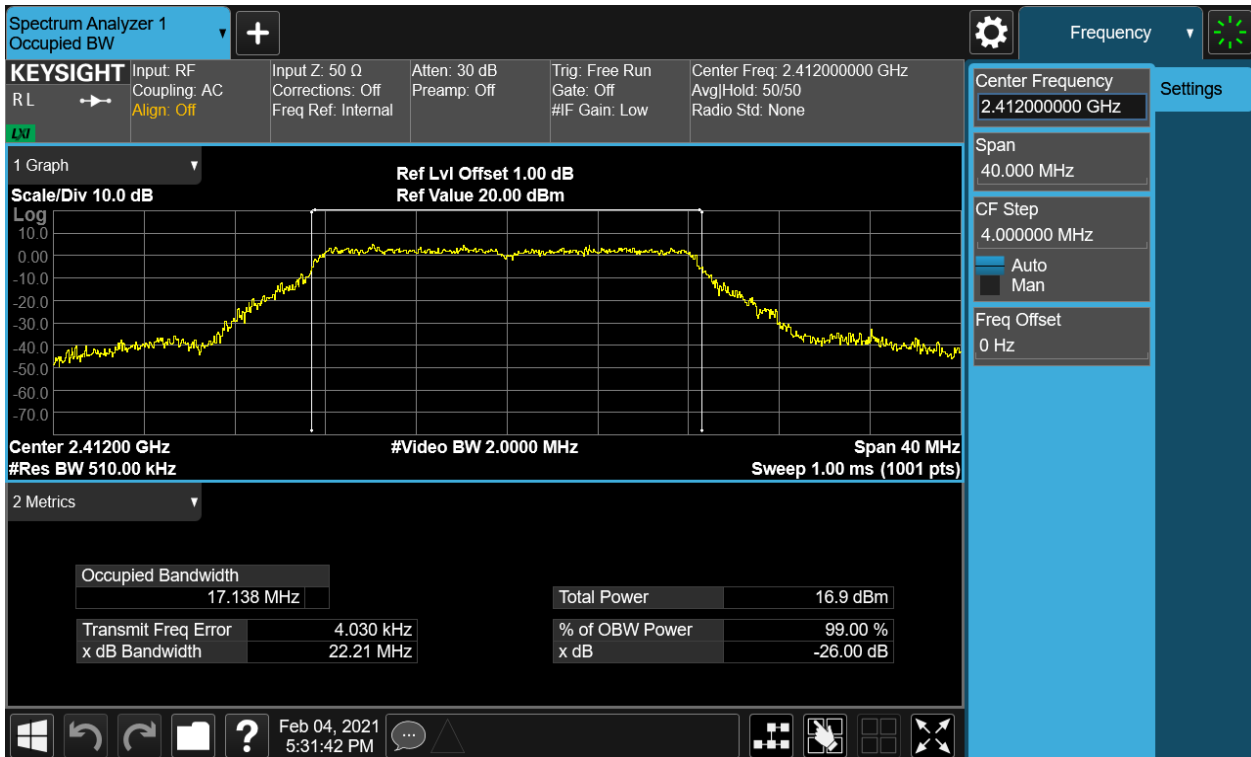 Spectrum Analyzer 1
Occupied BW
+
Frequency
KEYSIGHT
R L
LXI
Input: RF
Coupling: AC
Align: Off
Input Z: 50 Ω
Corrections: Off
Freq Ref: Internal
Atten: 30 dB
Preamp: Off
Trig: Free Run
Gate: Off
#IF Gain: Low
Center Freq: 2.412000000 GHz
Avg|Hold: 50/50
Radio Std: None
Center Frequency
2.412000000 GHz
Settings
Span
40.000 MHz
CF Step
4.000000 MHz
Auto
Man
Freq Offset
0 Hz
1 Graph
Scale/Div 10.0 dB
Ref Lvl Offset 1.00 dB
Ref Value 20.00 dBm
Log
10.0
0.00
-10.0
-20.0
-30.0
-40.0
-50.0
-60.0
-70.0
Center 2.41200 GHz
#Video BW 2.0000 MHz
Span 40 MHz
#Res BW 510.00 kHz
Sweep 1.00 ms (1001 pts)
2 Metrics
Occupied Bandwidth
17.138 MHz
Total Power 16.9 dBm
Transmit Freq Error 4.030 kHz
% of OBW Power 99.00 %
x dB Bandwidth 22.21 MHz
x dB -26.00 dB
?
Feb 04, 2021
5:31:42 PM